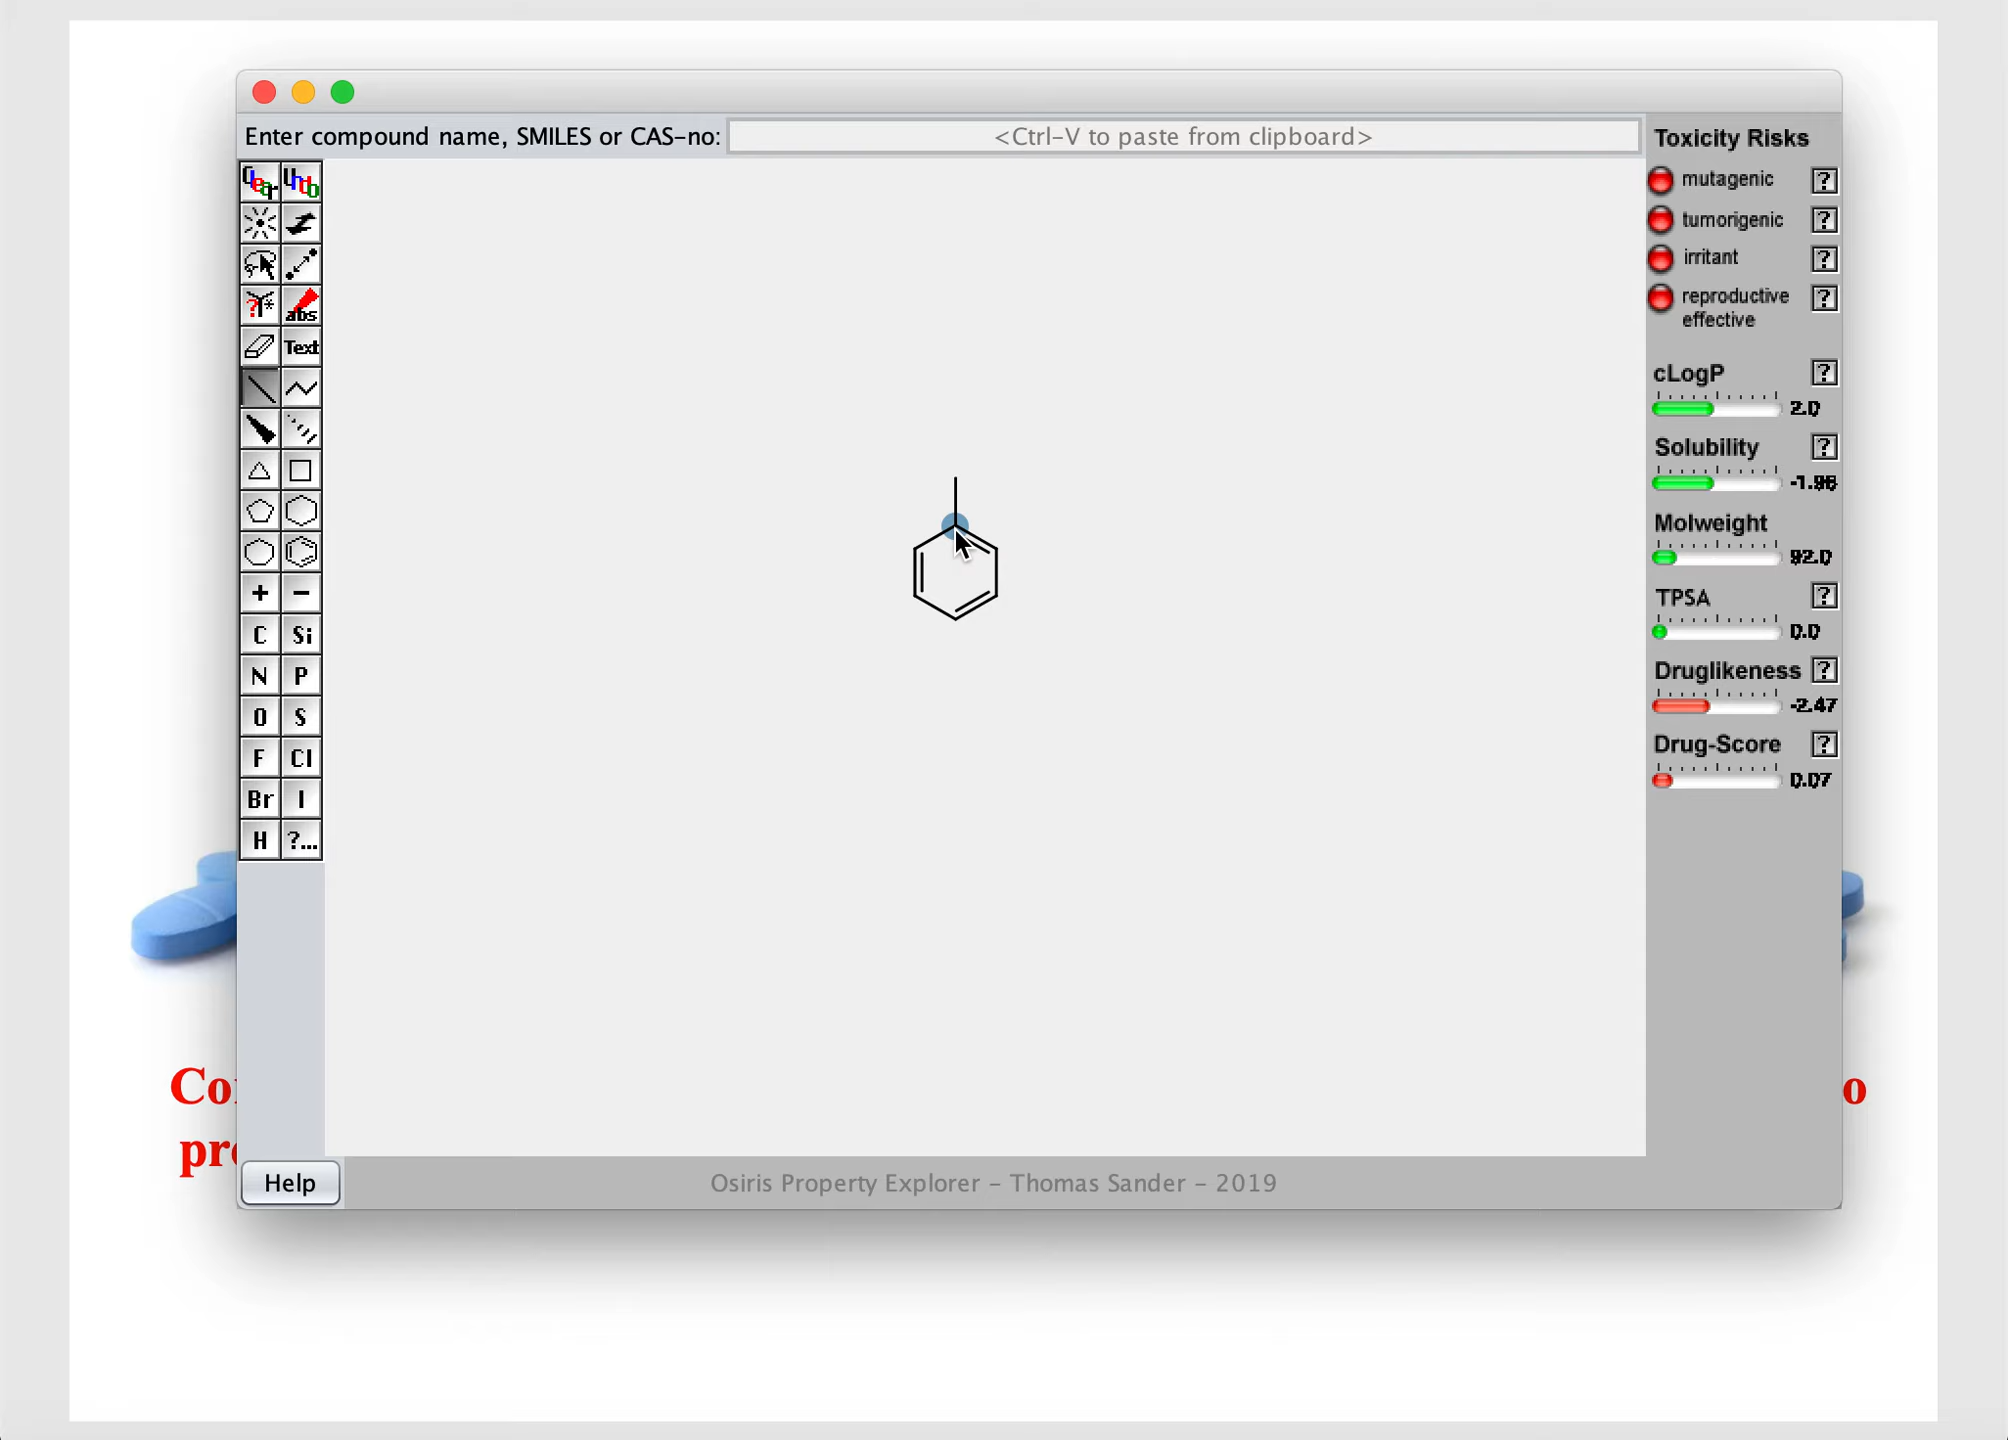 Enter compound name, SMILES or CAS-no:
<Ctrl-V to paste from clipboard>
Clear
Undo
abs
Text
+
-
C
Si
N
P
O
S
F
Cl
Br
I
H
?...
Toxicity Risks
mutagenic ?
tumorigenic ?
irritant ?
reproductive ?
effective
cLogP ?
2.0
Solubility ?
-1.96
Molweight
92.0
TPSA ?
0.0
Druglikeness ?
-2.47
Drug-Score ?
0.07
Help
Osiris Property Explorer - Thomas Sander - 2019